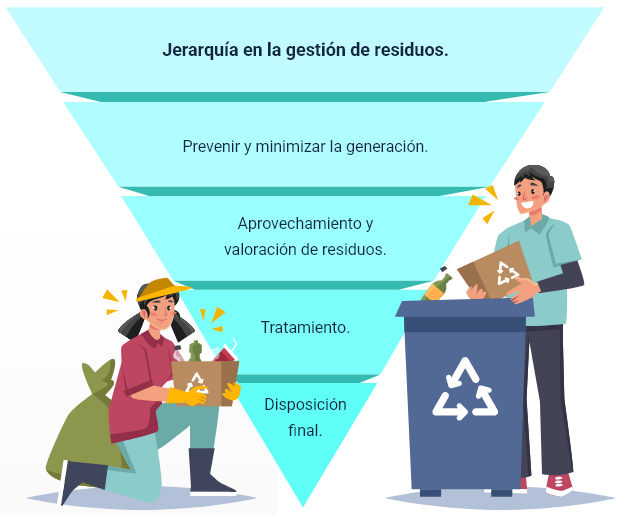 Jerarquía en la gestión de residuos.
Prevenir y minimizar la generación.
Aprovechamiento y
valoración de residuos.
Tratamiento.
Disposición
final.